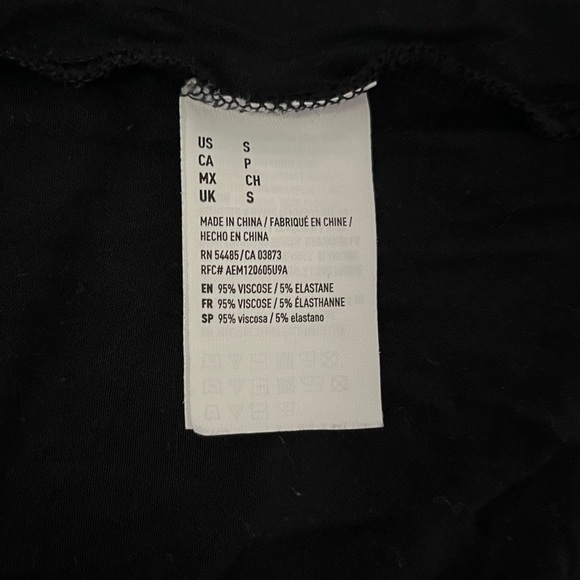 US S
CA P
MX CH
UK S
MADE IN CHINA / FABRIQUÉ EN CHINE /
HECHO EN CHINA
RN 54485/CA 03873
RFC# AEM120605U9A
EN 95% VISCOSE / 5% ELASTANE
FR 95% VISCOSE / 5% ÉLASTHANNE
SP 95% viscosa / 5% elastano